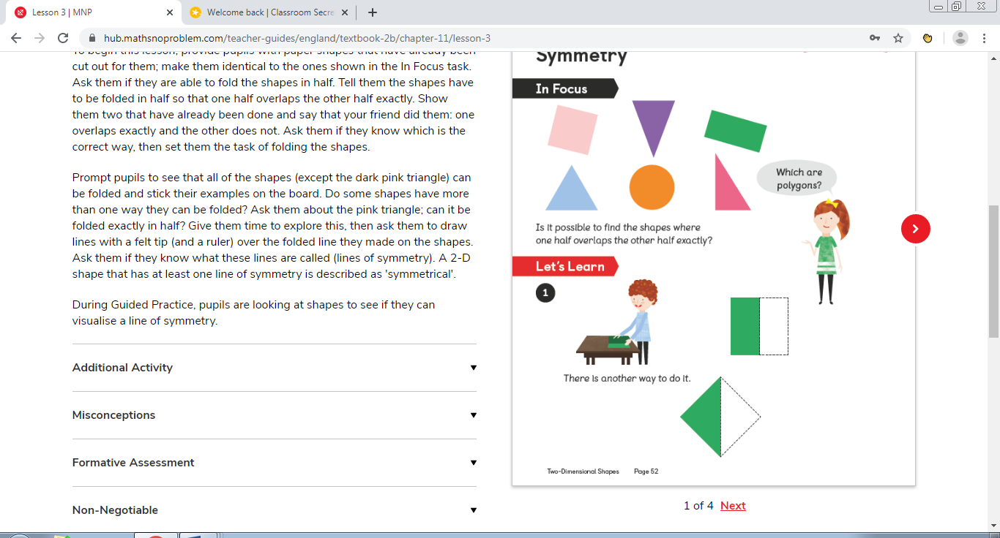 Lesson 3 | MNP
Welcome back | Classroom Secre
hub.mathsnoproblem.com/teacher-guides/england/textbook-2b/chapter-11/lesson-3
To begin this lesson, provide pupils with paper shapes that have already been
cut out for them; make them identical to the ones shown in the In Focus task.
Ask them if they are able to fold the shapes in half. Tell them the shapes have
to be folded in half so that one half overlaps the other half exactly. Show
them two that have already been done and say that your friend did them: one
overlaps exactly and the other does not. Ask them if they know which is the
correct way, then set them the task of folding the shapes.
Prompt pupils to see that all of the shapes (except the dark pink triangle) can
be folded and stick their examples on the board. Do some shapes have more
than one way they can be folded? Ask them about the pink triangle; can it be
folded exactly in half? Give them time to explore this, then ask them to draw
lines with a felt tip (and a ruler) over the folded line they made on the shapes.
Ask them if they know what these lines are called (lines of symmetry). A 2-D
shape that has at least one line of symmetry is described as 'symmetrical'.
During Guided Practice, pupils are looking at shapes to see if they can
visualise a line of symmetry.
Additional Activity
Misconceptions
Formative Assessment
Non-Negotiable
Symmetry
In Focus
Which are
polygons?
Is it possible to find the shapes where
one half overlaps the other half exactly?
Let's Learn
1
There is another way to do it.
Two-Dimensional Shapes Page 52
1 of 4 Next